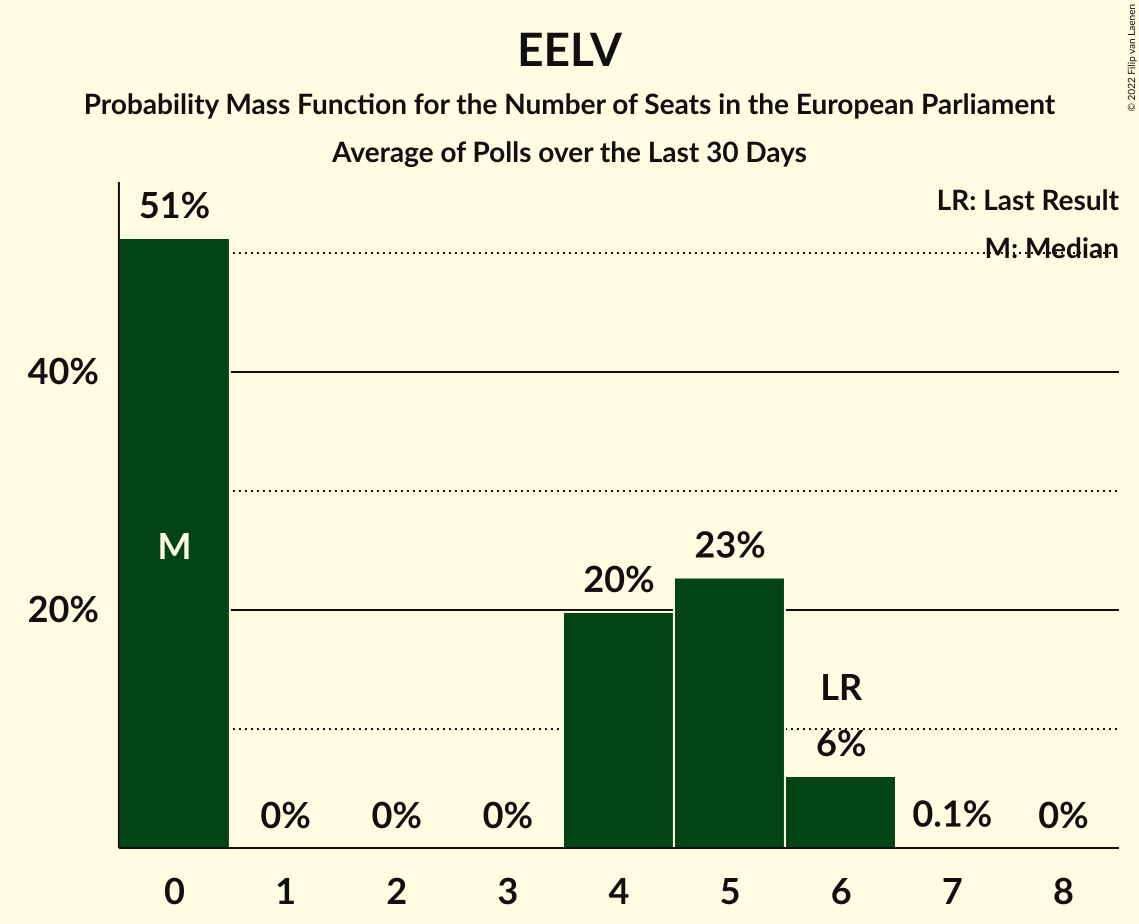 EELV
Probability Mass Function for the Number of Seats in the European Parliament
Average of Polls over the Last 30 Days
© 2022 Filip van Laenen
LR: Last Result
M: Median
51%
40%
M
23%
20%
20%
LR
6%
0%
0%
0%
0.1%
0%
0 1 2 3 4 5 6 7 8